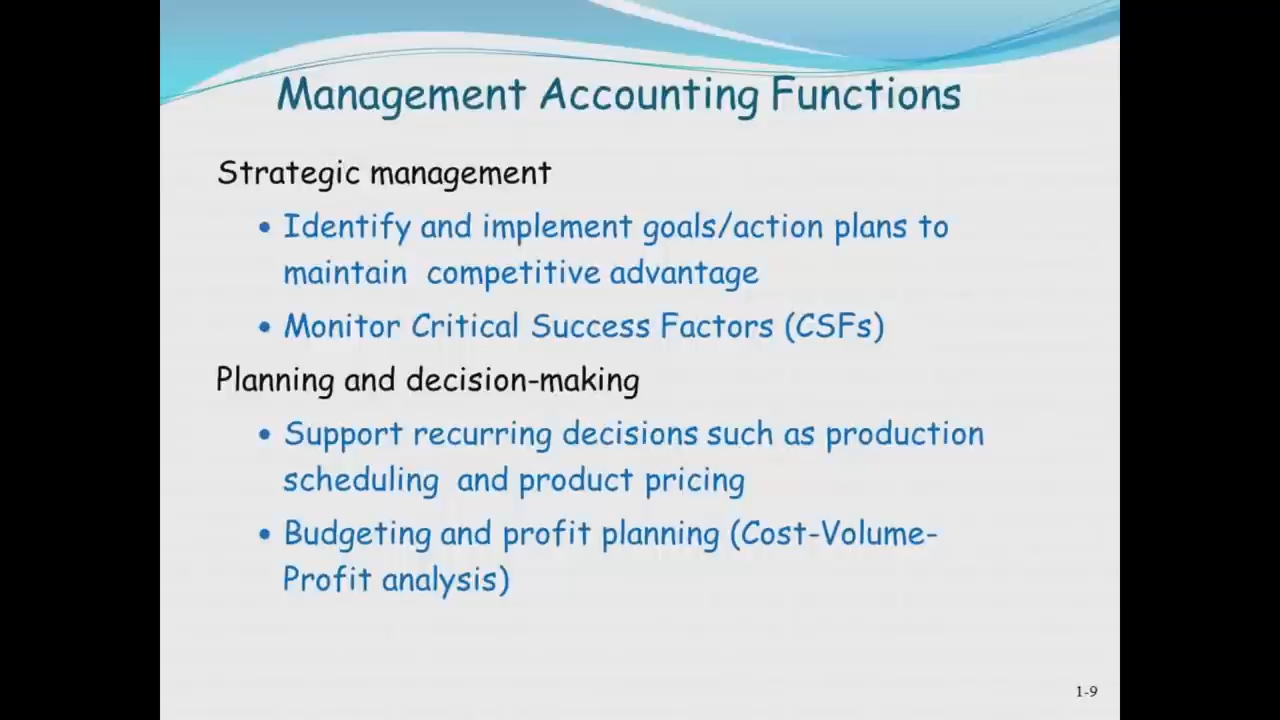 Management Accounting Functions
Strategic management
• Identify and implement goals/action plans to
maintain competitive advantage
• Monitor Critical Success Factors (CSFs)
Planning and decision-making
• Support recurring decisions such as production
scheduling and product pricing
• Budgeting and profit planning (Cost-Volume-
Profit analysis)
1-9